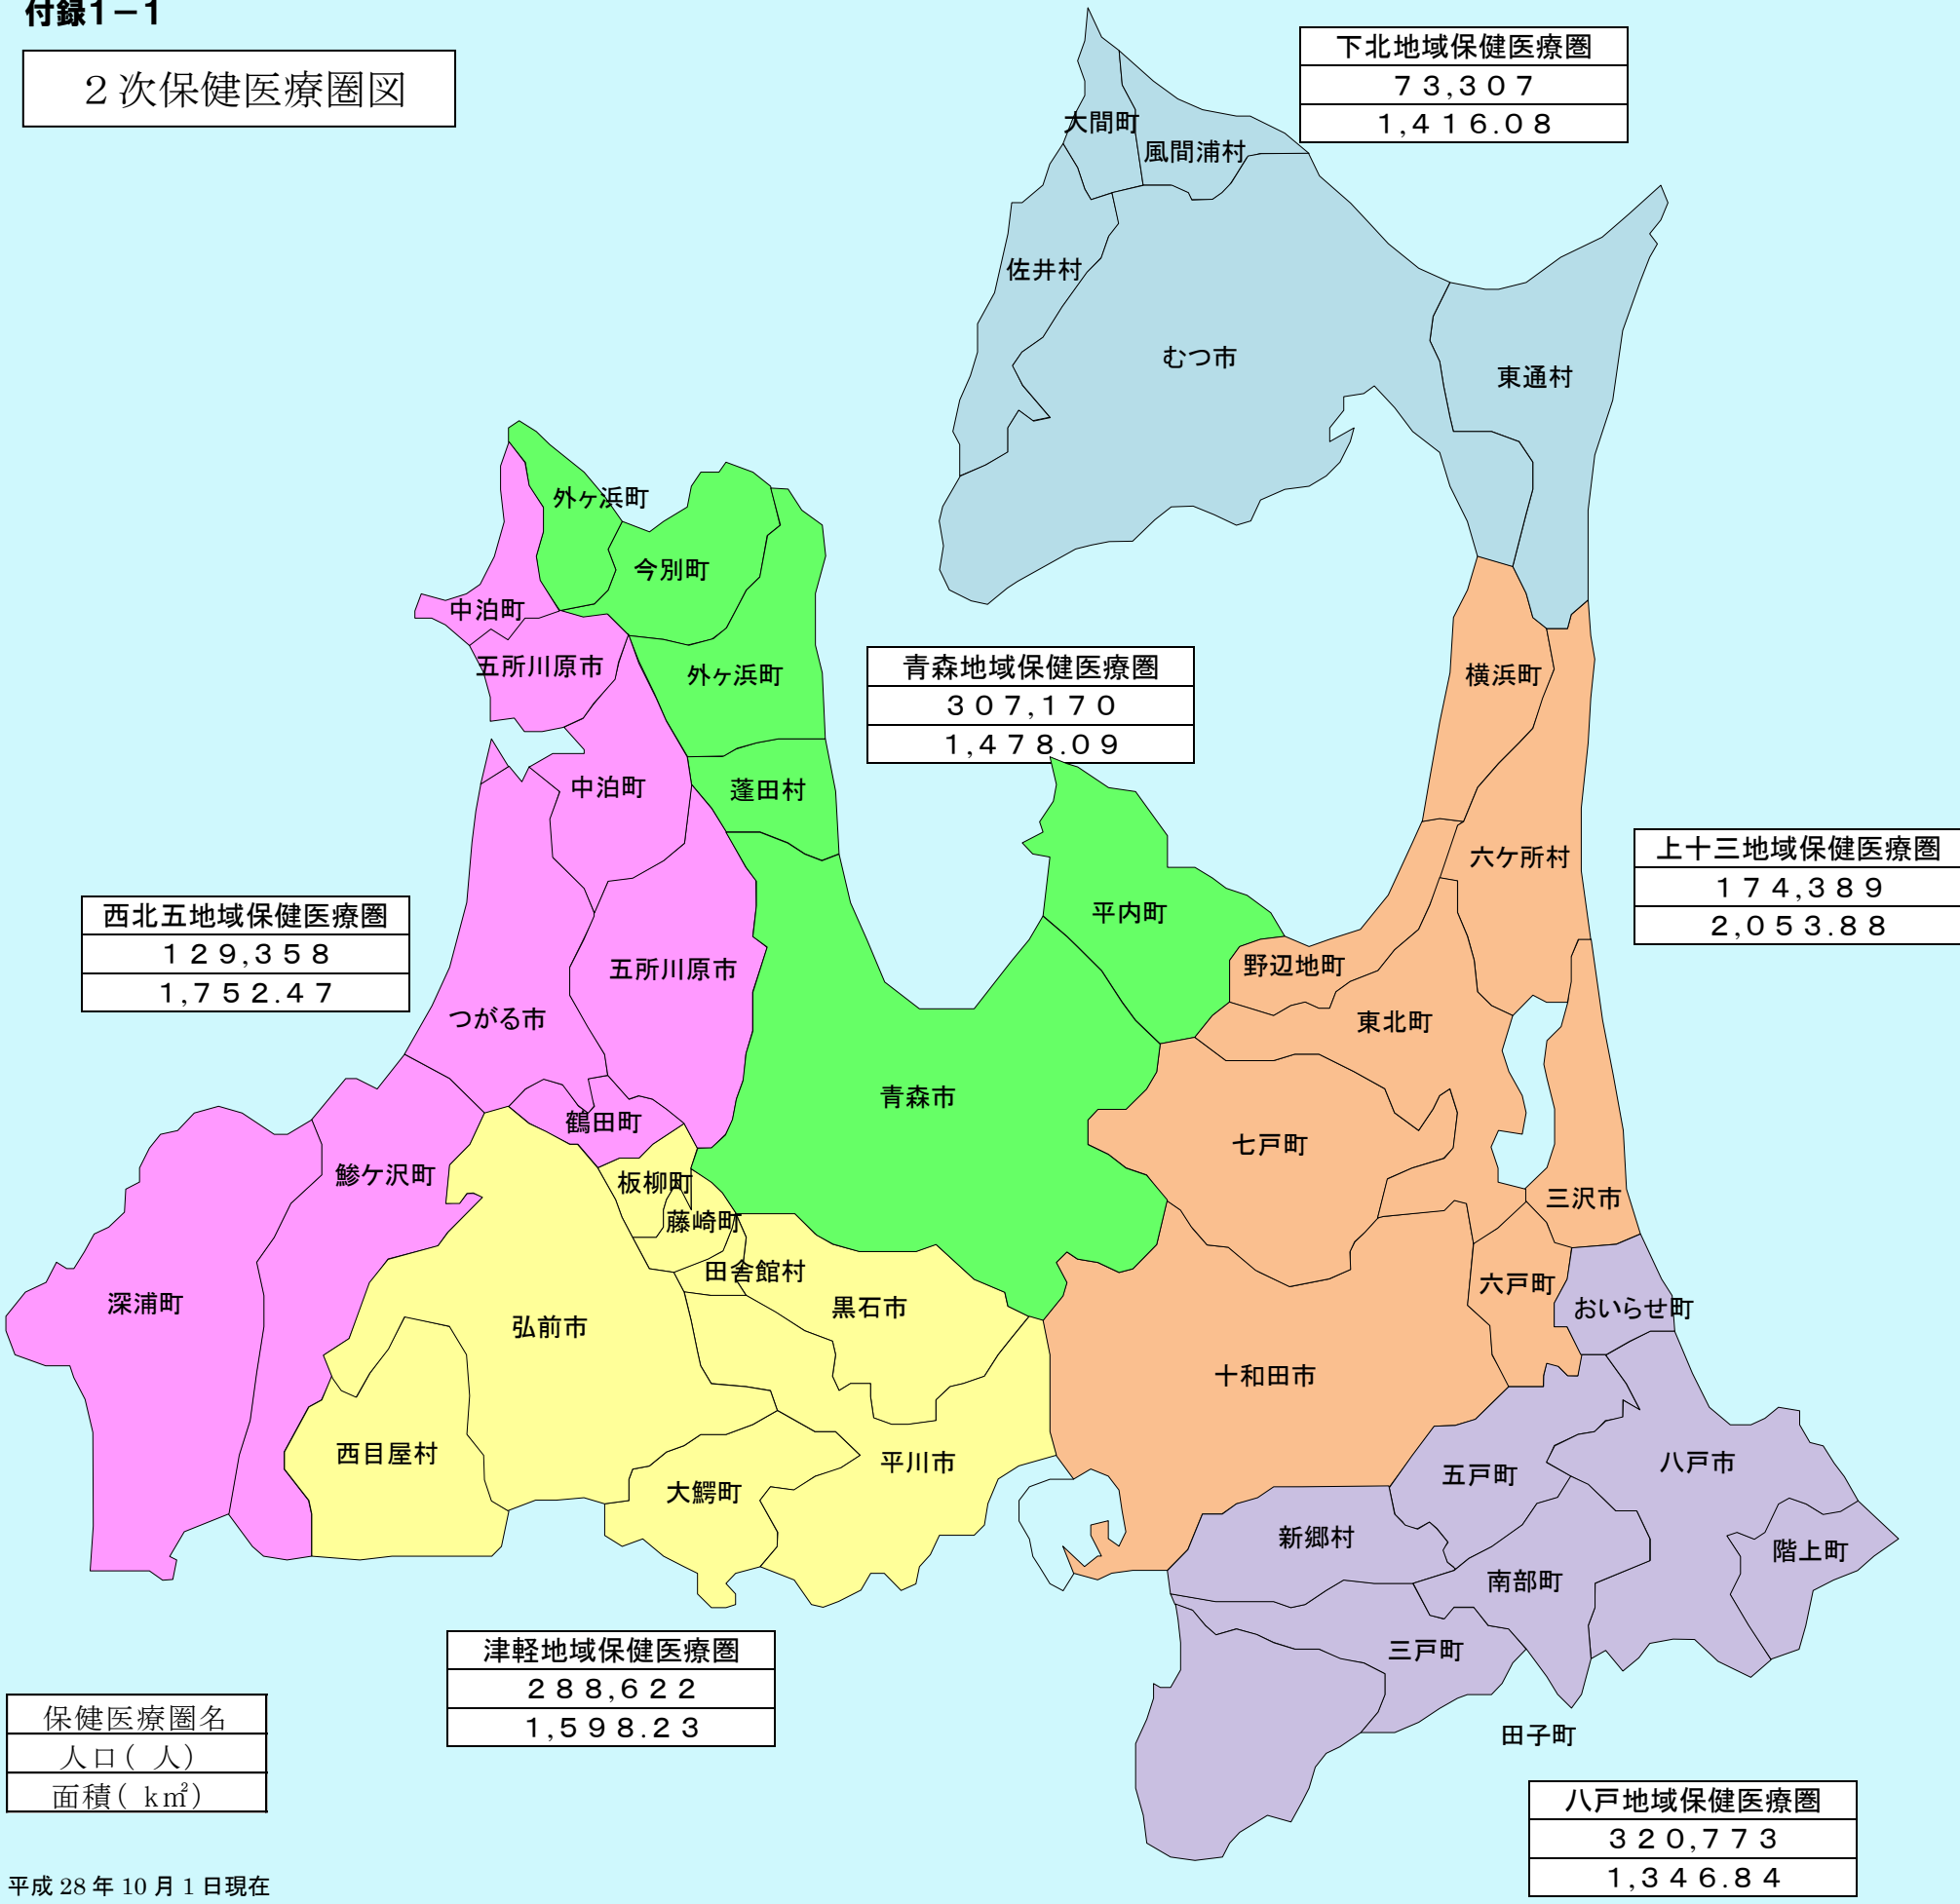 付録1－1
２次保健医療圏図
下北地域保健医療圏
７３,３０７
１,４１６.０８
大間町
風間浦村
佐井村
むつ市
東通村
外ヶ浜町
今別町
中泊町
五所川原市
外ヶ浜町
青森地域保健医療圏
３０７,１７０
１,４７８.０９
横浜町
中泊町
蓬田村
六ケ所村
上十三地域保健医療圏
１７４,３８９
２,０５３.８８
平内町
西北五地域保健医療圏
１２９,３５８
１,７５２.４７
五所川原市
野辺地町
つがる市
東北町
青森市
鶴田町
七戸町
鰺ケ沢町
板柳町
三沢市
藤崎町
田舎館村
六戸町
深浦町
黒石市
おいらせ町
弘前市
十和田市
西目屋村
平川市
八戸市
五戸町
大鰐町
新郷村
階上町
南部町
三戸町
津軽地域保健医療圏
２８８,６２２
１,５９８.２３
田子町
保健医療圏名
人口（ 人）
面積（ k㎡）
八戸地域保健医療圏
３２０,７７３
１,３４６.８４
平成 28 年 10 月 1 日現在